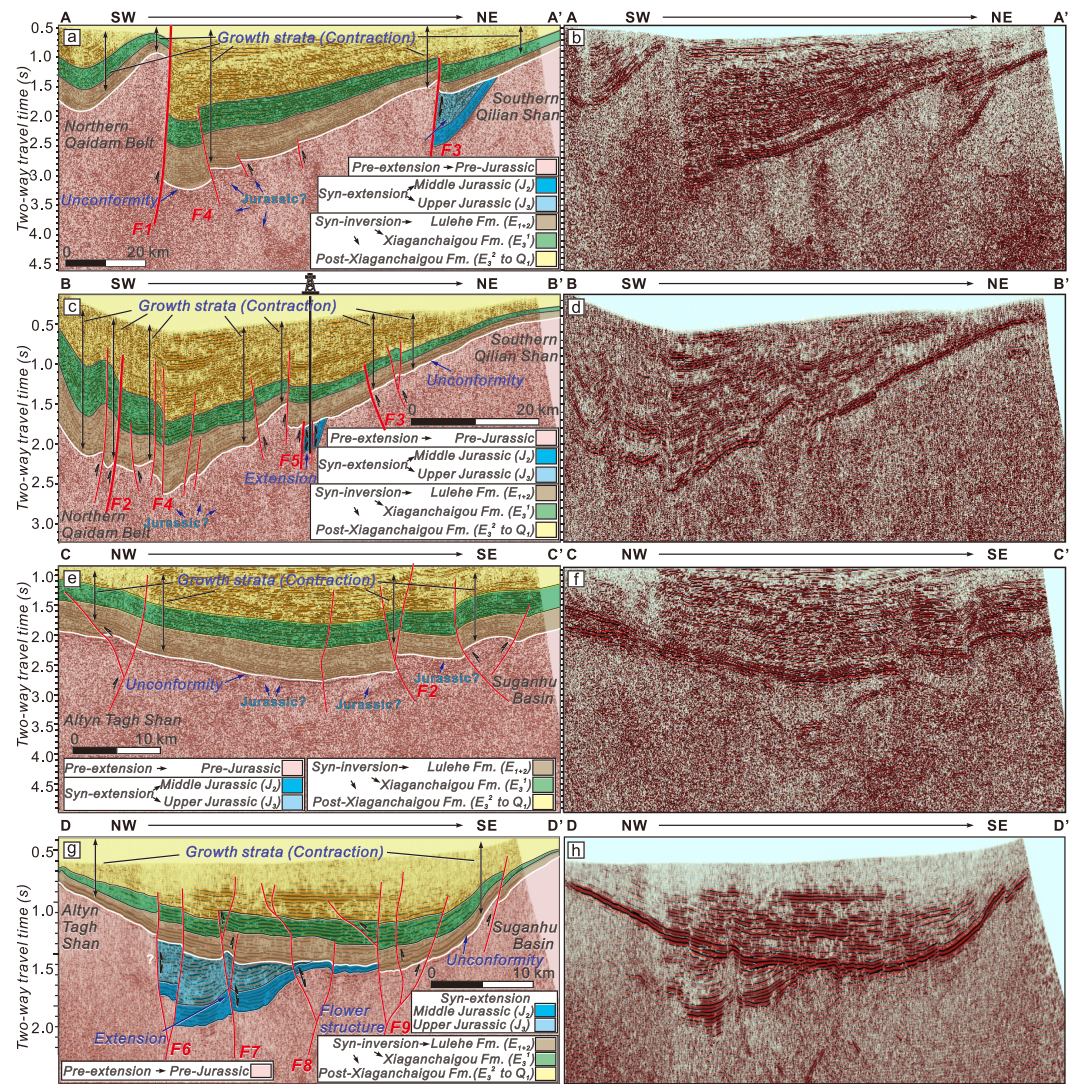 A SW NE A’
a
Growth strata (Contraction)
Northern
Qaidam Belt
Unconformity
F1
F4
Jurassic?
F3
Southern
Qilian Shan
Pre-extension Pre-Jurassic
Syn-extension Middle Jurassic (J2)
Upper Jurassic (J3)
Syn-inversion Lulehe Fm. (E1+2)
Xiaganchaigou Fm. (E3¹)
Post-Xiaganchaigou Fm. (E3² to Q1)
0 20 km
Two-way travel time (s)
0.5
1.0
1.5
2.0
2.5
3.0
3.5
4.0
4.5
A SW NE A’
b
B SW NE B’
c
Growth strata (Contraction)
Southern
Qilian Shan
Unconformity
F3
0 20 km
F5
Extension
F2
F4
Northern
Qaidam Belt
Jurassic?
Pre-extension Pre-Jurassic
Syn-extension Middle Jurassic (J2)
Upper Jurassic (J3)
Syn-inversion Lulehe Fm. (E1+2)
Xiaganchaigou Fm. (E3¹)
Post-Xiaganchaigou Fm. (E3² to Q1)
Two-way travel time (s)
0.5
1.0
1.5
2.0
2.5
3.0
B SW NE B’
d
C NW SE C’
e
Growth strata (Contraction)
Unconformity
Jurassic?
Jurassic?
F2
Jurassic?
Suganhu
Basin
Altyn Tagh Shan
0 10 km
Pre-extension Pre-Jurassic
Syn-extension Middle Jurassic (J2)
Upper Jurassic (J3)
Syn-inversion Lulehe Fm. (E1+2)
Xiaganchaigou Fm. (E3¹)
Post-Xiaganchaigou Fm. (E3² to Q1)
Two-way travel time (s)
1.0
1.5
2.0
2.5
3.0
3.5
4.0
4.5
C NW SE C’
f
D NW SE D’
g
Growth strata (Contraction)
Altyn
Tagh
Shan
?
Suganhu
Basin
Unconformity
0 10 km
Extension
F6
F7
F8
Flower
structure
F9
Syn-extension
Middle Jurassic (J2)
Upper Jurassic (J3)
Syn-inversion Lulehe Fm. (E1+2)
Xiaganchaigou Fm. (E3¹)
Post-Xiaganchaigou Fm.(E3² to Q1)
Pre-extension Pre-Jurassic
Two-way travel time (s)
0.5
1.0
1.5
2.0
D NW SE D’
h